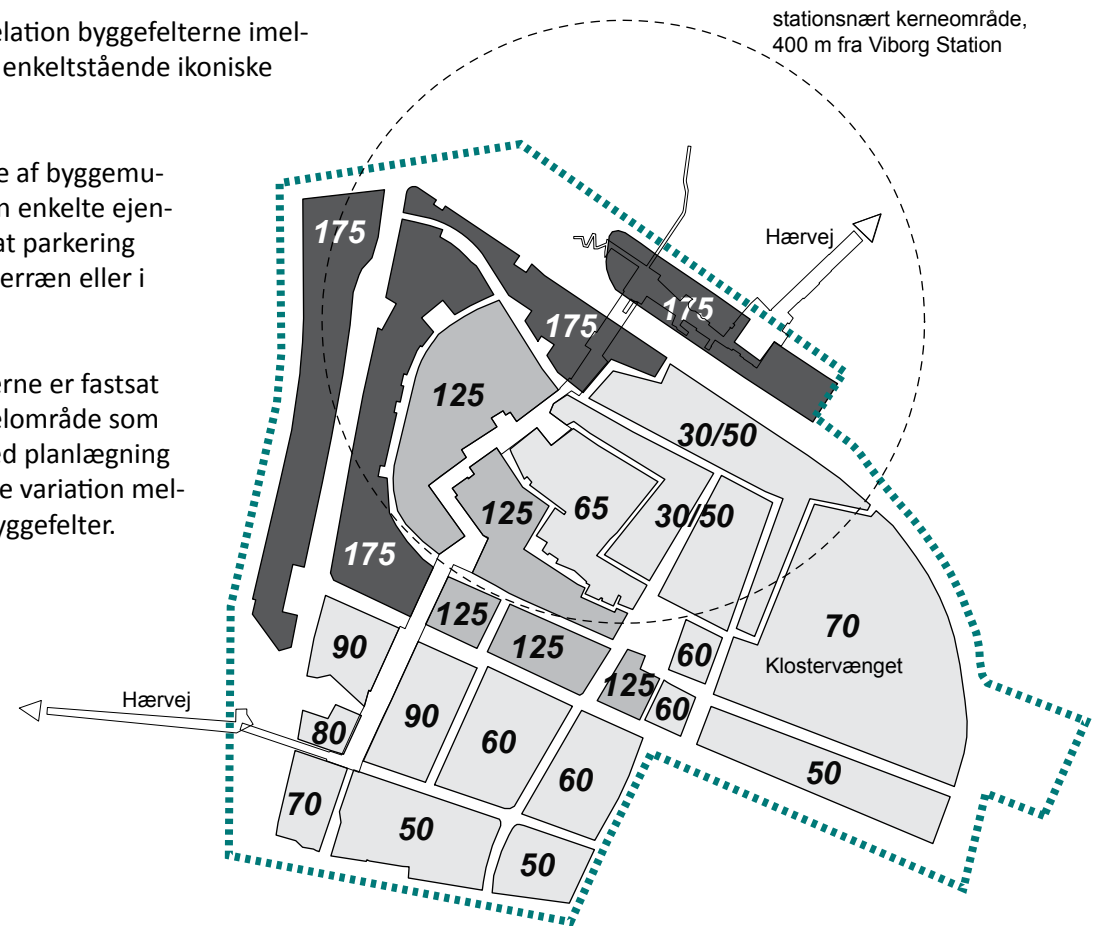 elation byggefelterne imel-
enkeltstående ikoniske
e af byggemu-
n enkelte ejen-
at parkering
erræn eller i
erne er fastsat
elområde som
ed planlægning
e variation mel-
yggefelter.
stationsnært kerneområde,
400 m fra Viborg Station
Hærvej
175
175
175
125
30/50
125
65
30/50
175
70
Klostervænget
125
125
90
60
125
60
Hærvej
80
90
60
60
50
70
50
50